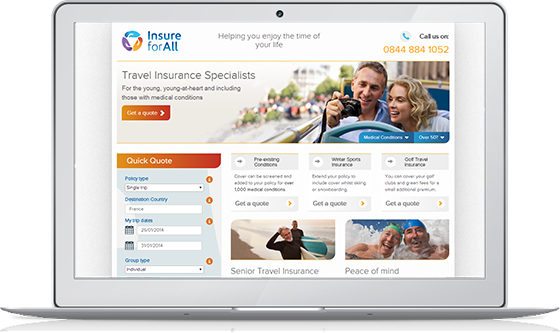 Insure
forAll
Helping you enjoy the time of
your life
Call us on:
0844 884 1052
Travel Insurance Specialists
For the young, young-at-heart and including
those with medical conditions
Get a quote
Medical Conditions
Over 50?
Quick Quote
Policy type
Single trip
Destination Country
France
My trip dates
25/01/2014
31/01/2014
Group type
Individual
Pre-existing
Conditions
Cover can be screened and
added to your policy for over
1,000 medical conditions.
Get a quote
Winter Sports
Insurance
Extend your policy to
include cover whilst skiing
or snowboarding.
Get a quote
Golf Travel
Insurance
You can cover your golf
clubs and green fees for a
small additional premium.
Get a quote
Senior Travel Insurance
Peace of mind